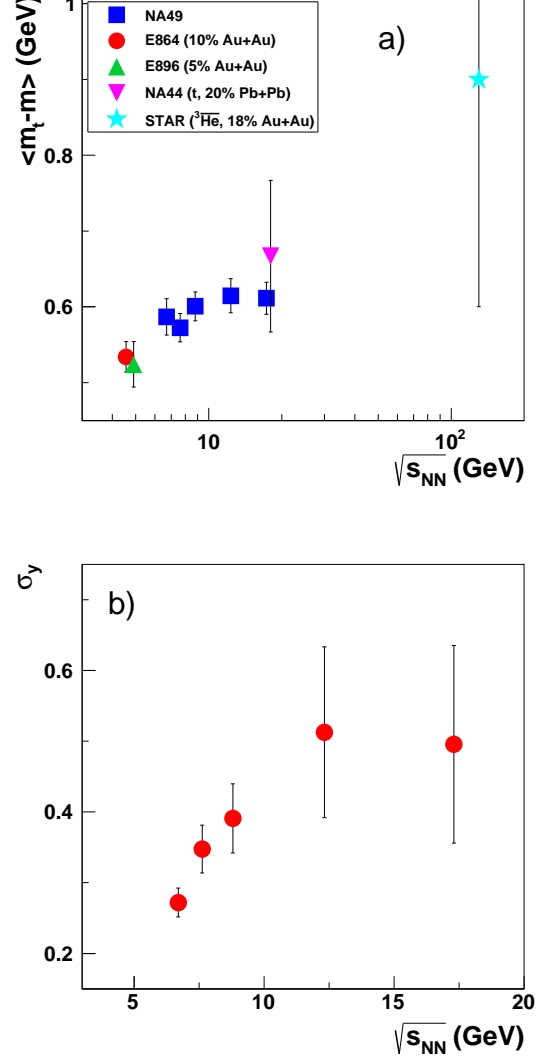 1
NA49
E864 (10% Au+Au)
E896 (5% Au+Au)
NA44 (t, 20% Pb+Pb)
STAR (³H̅e̅, 18% Au+Au)
a)
<mₜ-m> (GeV)
0.8
0.6
10
10²
√sNN (GeV)
σy
b)
0.6
0.4
0.2
5
10
15
20
√sNN (GeV)